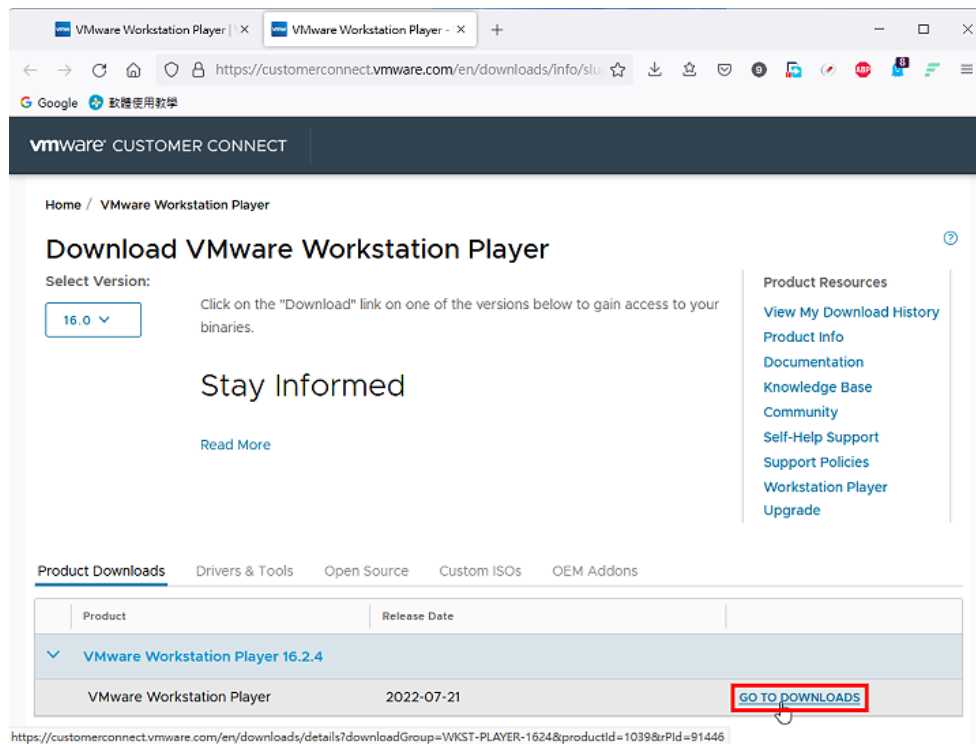 VMware Workstation Player | V
VMware Workstation Player -
https://customerconnect.vmware.com/en/downloads/info/slu
9
ABP
8
Google
軟體使用教學
vmware CUSTOMER CONNECT
Home / VMware Workstation Player
Download VMware Workstation Player
Select Version:
16.0
Click on the "Download" link on one of the versions below to gain access to your
binaries.
Stay Informed
Read More
Product Resources
View My Download History
Product Info
Documentation
Knowledge Base
Community
Self-Help Support
Support Policies
Workstation Player
Upgrade
Product Downloads Drivers & Tools Open Source Custom ISOs OEM Addons
Product Release Date
VMware Workstation Player 16.2.4
VMware Workstation Player 2022-07-21 GO TO DOWNLOADS
https://customerconnect.vmware.com/en/downloads/details?downloadGroup=WKST-PLAYER-1624&productId=1039&rPId=91446